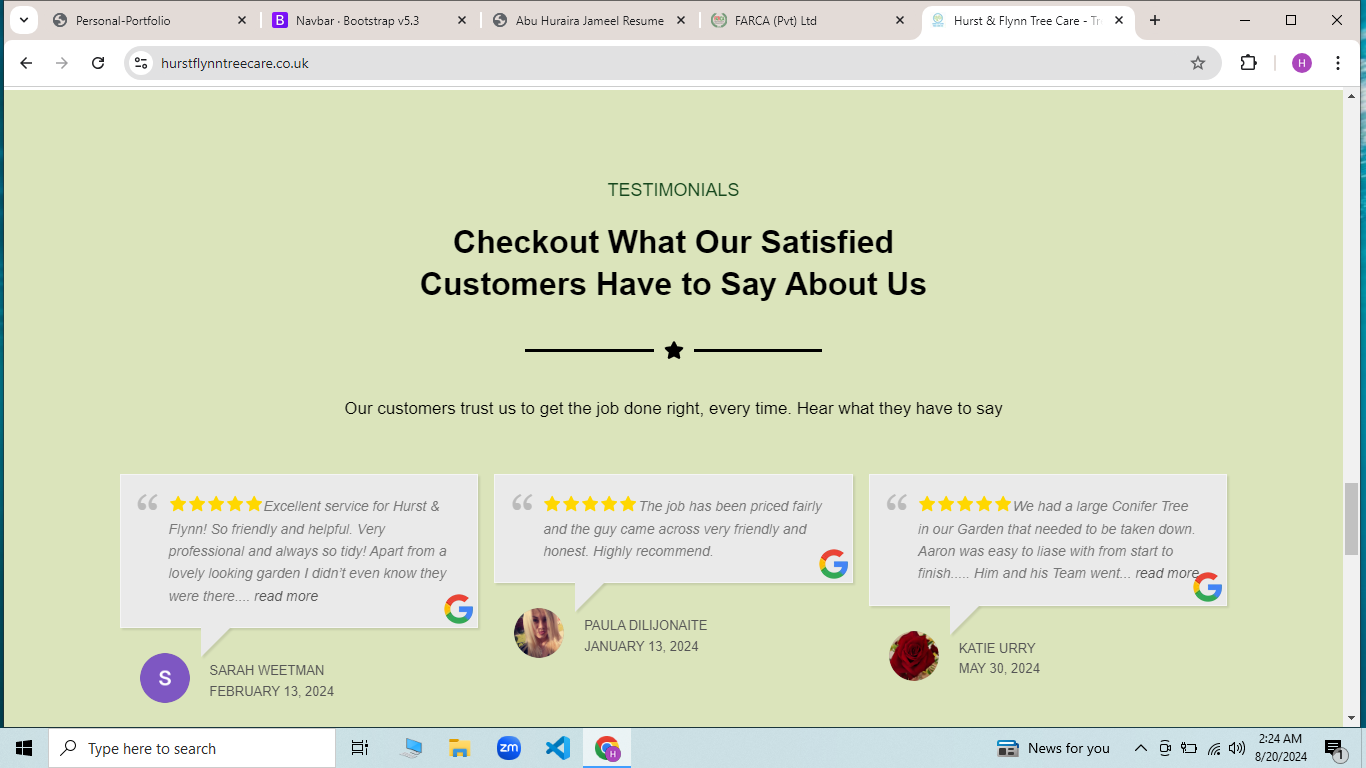 Personal-Portfolio
Navbar · Bootstrap v5.3
Abu Huraira Jameel Resume
FARCA (Pvt) Ltd
Hurst & Flynn Tree Care - Tr
hurstflynntreecare.co.uk
H
TESTIMONIALS
Checkout What Our Satisfied
Customers Have to Say About Us
Our customers trust us to get the job done right, every time. Hear what they have to say
Excellent service for Hurst &
Flynn! So friendly and helpful. Very
professional and always so tidy! Apart from a
lovely looking garden I didn’t even know they
were there.... read more
S
SARAH WEETMAN
FEBRUARY 13, 2024
The job has been priced fairly
and the guy came across very friendly and
honest. Highly recommend.
PAULA DILIJONAITE
JANUARY 13, 2024
We had a large Conifer Tree
in our Garden that needed to be taken down.
Aaron was easy to liase with from start to
finish..... Him and his Team went... read more
KATIE URRY
MAY 30, 2024
Type here to search
zm
H
News for you
2:24 AM
8/20/2024
1